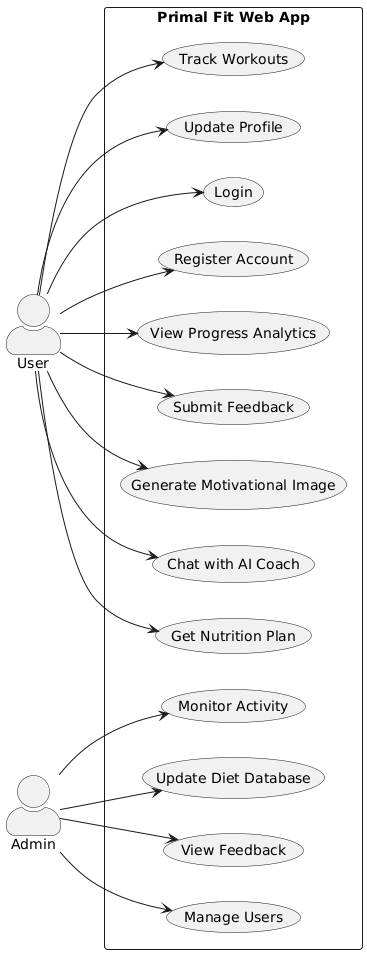 Primal Fit Web App
Track Workouts
Update Profile
Login
Register Account
View Progress Analytics
User
Submit Feedback
Generate Motivational Image
Chat with AI Coach
Get Nutrition Plan
Monitor Activity
Update Diet Database
Admin
View Feedback
Manage Users